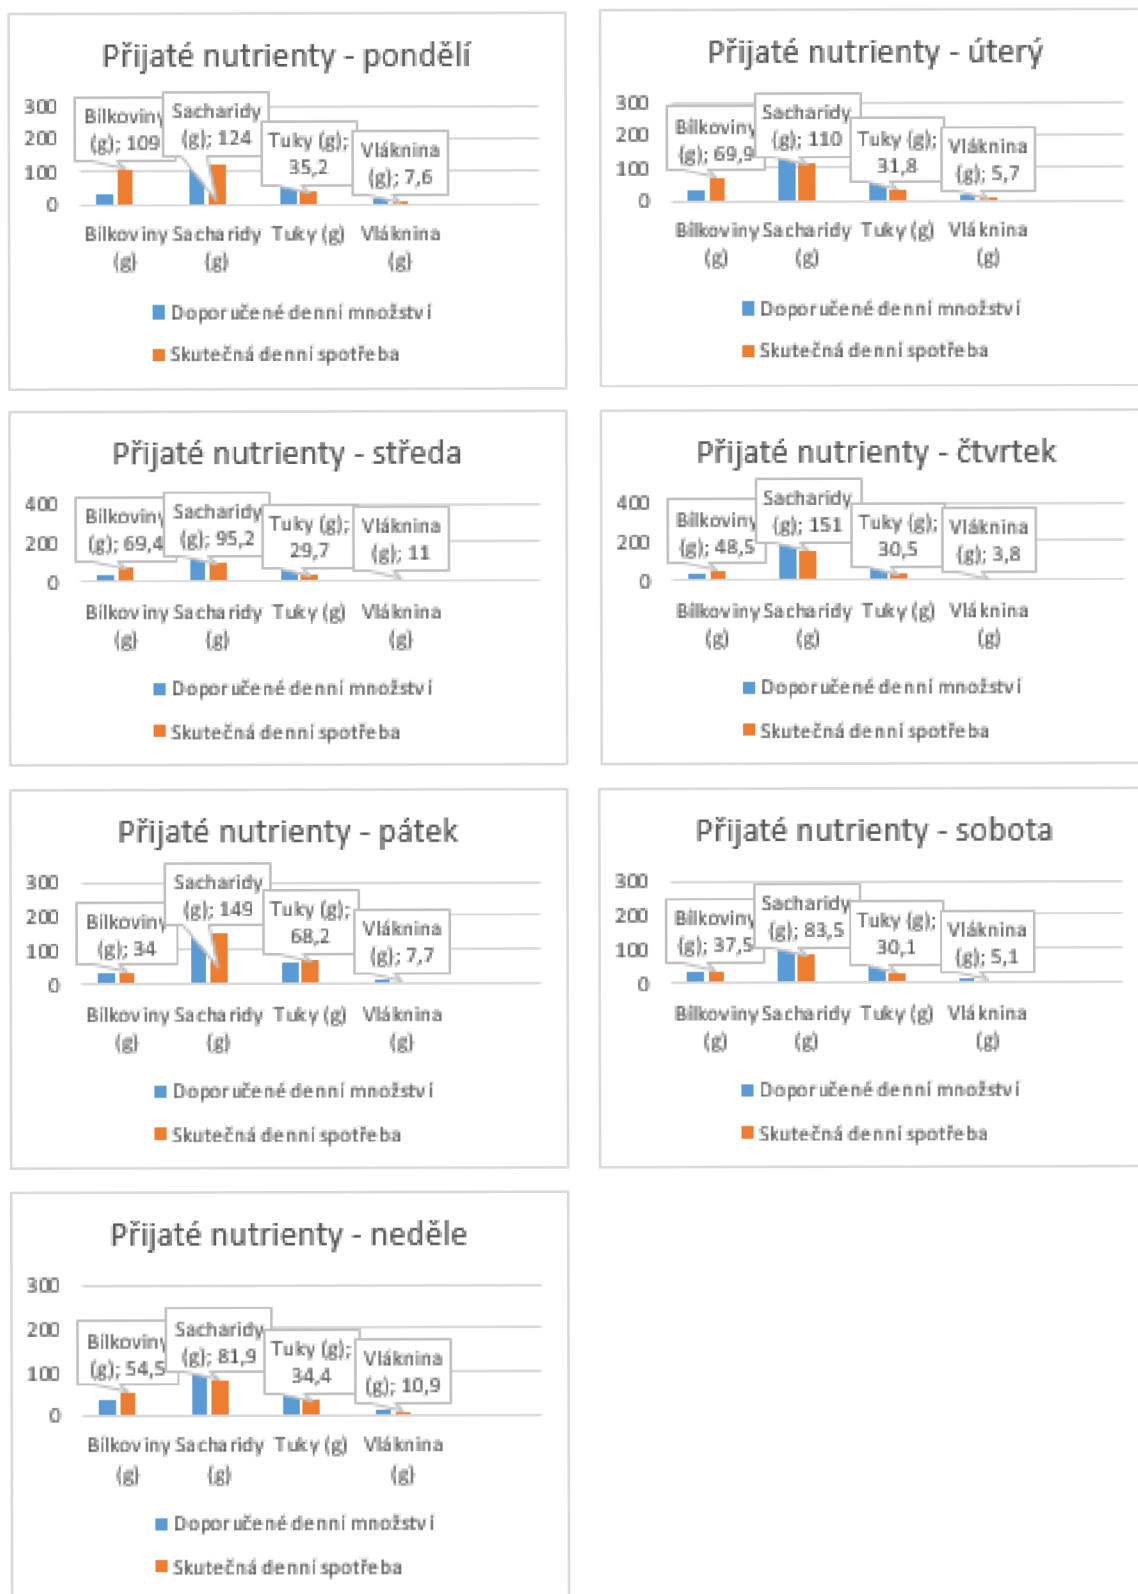 Přijaté nutrienty - pondělí
300
200
100
0
Bílkoviny
(g); 109
Sacharidy
(g); 124
Tuky (g);
35,2
Vláknina
(g); 7,6
Bílkoviny
(g)
Sacharidy
(g)
Tuky (g)
Vláknina
(g)
Doporučené denní množství
Skutečná denní spotřeba
Přijaté nutrienty - úterý
300
200
100
0
Bílkoviny
(g); 69,9
Sacharidy
(g); 110
Tuky (g);
31,8
Vláknina
(g); 5,7
Bílkoviny
(g)
Sacharidy
(g)
Tuky (g)
Vláknina
(g)
Doporučené denní množství
Skutečná denní spotřeba
Přijaté nutrienty - středa
400
200
0
Bílkoviny
(g); 69,4
Sacharidy
(g); 95,2
Tuky (g);
29,7
Vláknina
(g); 11
Bílkoviny
(g)
Sacharidy
(g)
Tuky (g)
Vláknina
(g)
Doporučené denní množství
Skutečná denní spotřeba
Přijaté nutrienty - čtvrtek
400
200
0
Bílkoviny
(g); 48,5
Sacharidy
(g); 151
Tuky (g);
30,5
Vláknina
(g); 3,8
Bílkoviny
(g)
Sacharidy
(g)
Tuky (g)
Vláknina
(g)
Doporučené denní množství
Skutečná denní spotřeba
Přijaté nutrienty - pátek
300
200
100
0
Bílkoviny
(g); 34
Sacharidy
(g); 149
Tuky (g);
68,2
Vláknina
(g); 7,7
Bílkoviny
(g)
Sacharidy
(g)
Tuky (g)
Vláknina
(g)
Doporučené denní množství
Skutečná denní spotřeba
Přijaté nutrienty - sobota
300
200
100
0
Bílkoviny
(g); 37,5
Sacharidy
(g); 83,5
Tuky (g);
30,1
Vláknina
(g); 5,1
Bílkoviny
(g)
Sacharidy
(g)
Tuky (g)
Vláknina
(g)
Doporučené denní množství
Skutečná denní spotřeba
Přijaté nutrienty - neděle
300
200
100
0
Bílkoviny
(g); 54,5
Sacharidy
(g); 81,9
Tuky (g);
34,4
Vláknina
(g); 10,9
Bílkoviny
(g)
Sacharidy
(g)
Tuky (g)
Vláknina
(g)
Doporučené denní množství
Skutečná denní spotřeba